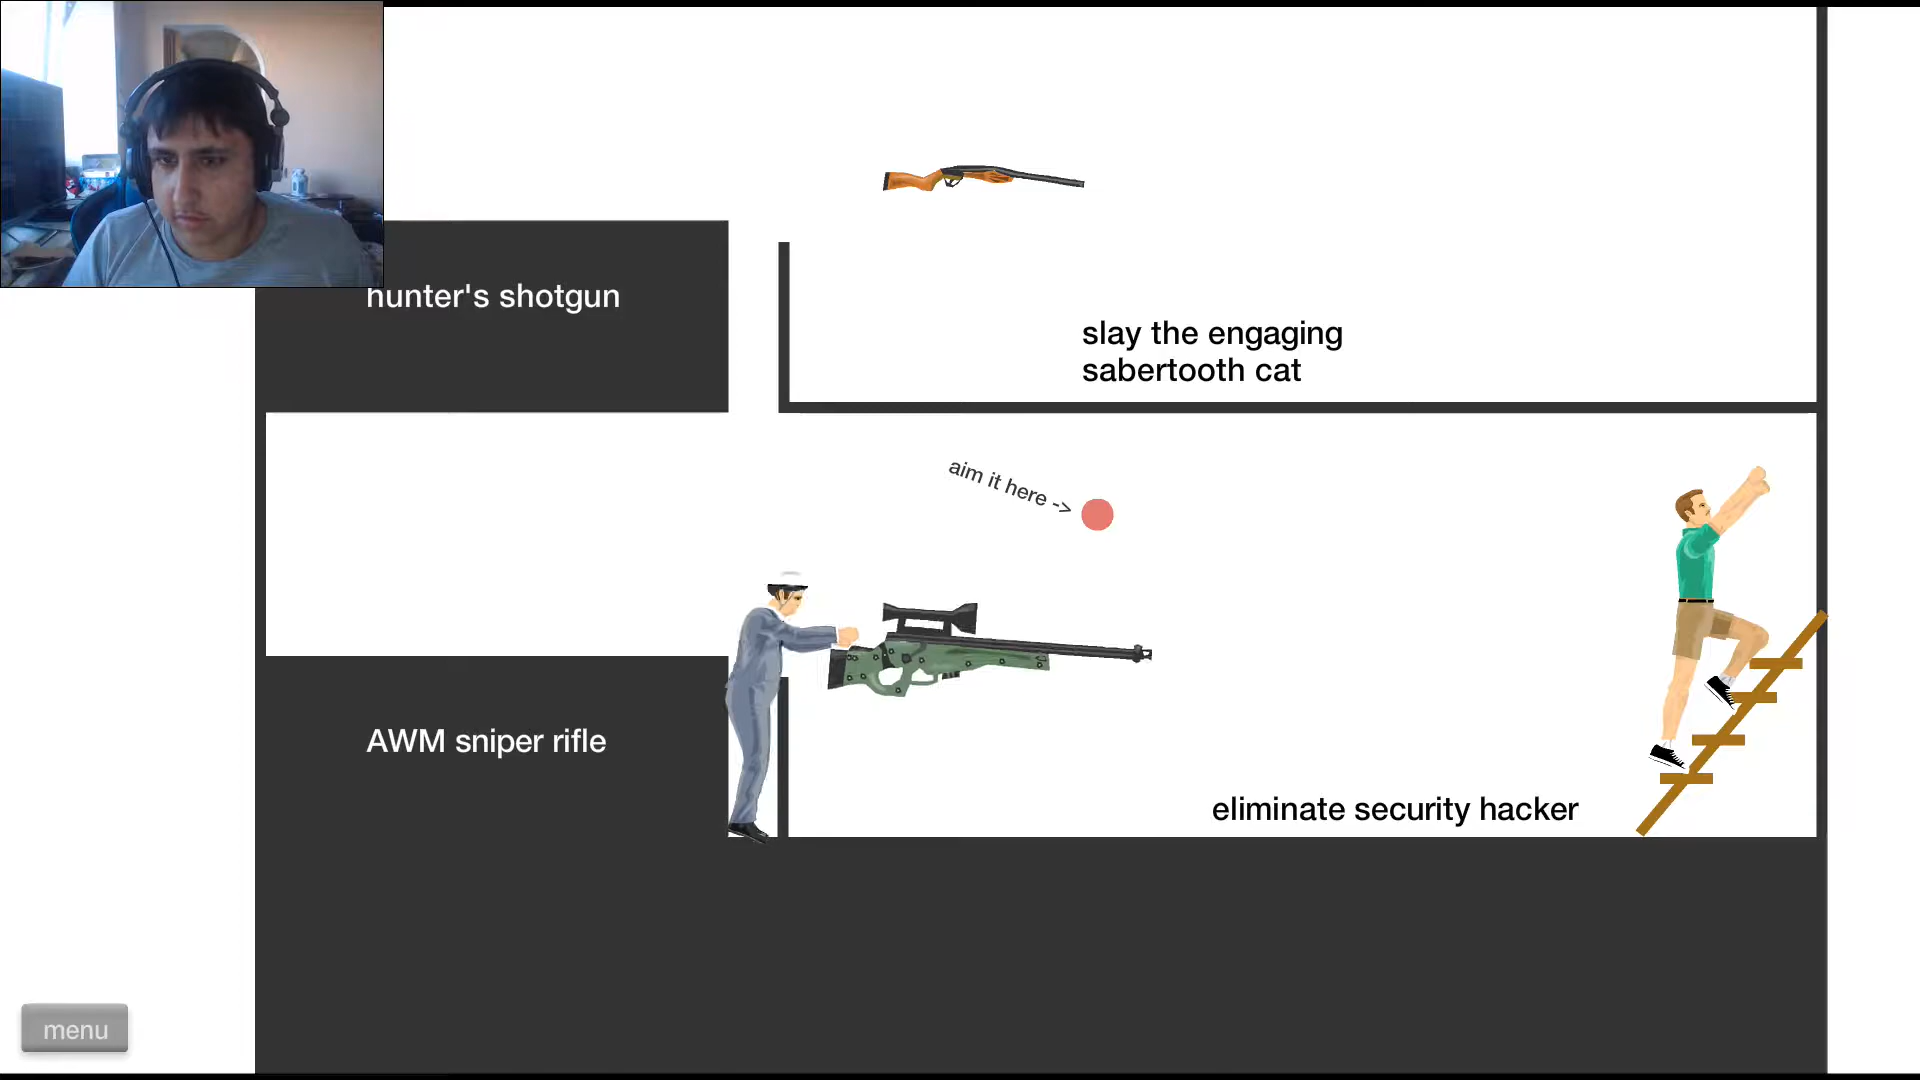 hunter's shotgun
slay the engaging
sabertooth cat
aim it here ->
AWM sniper rifle
eliminate security hacker
menu